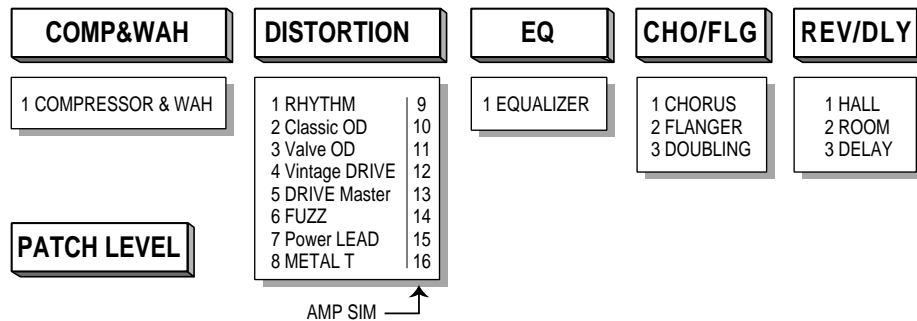 COMP&WAH
1 COMPRESSOR & WAH
DISTORTION
1 RHYTHM 9
2 Classic OD 10
3 Valve OD 11
4 Vintage DRIVE 12
5 DRIVE Master 13
6 FUZZ 14
7 Power LEAD 15
8 METAL T 16
AMP SIM
EQ
1 EQUALIZER
CHO/FLG
1 CHORUS
2 FLANGER
3 DOUBLING
REV/DLY
1 HALL
2 ROOM
3 DELAY
PATCH LEVEL